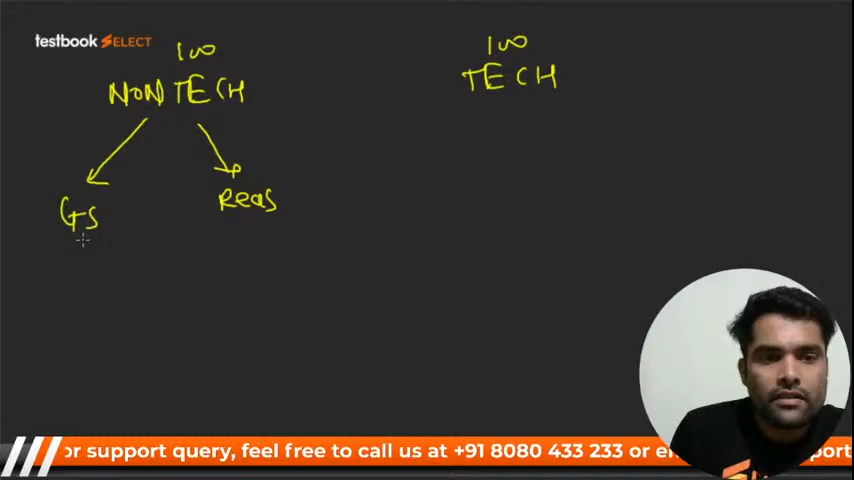 testbook SELECT
100
NON TECH
100
TECH
GS
Reas
or support query, feel free to call us at +91 8080 433 233 or em
port